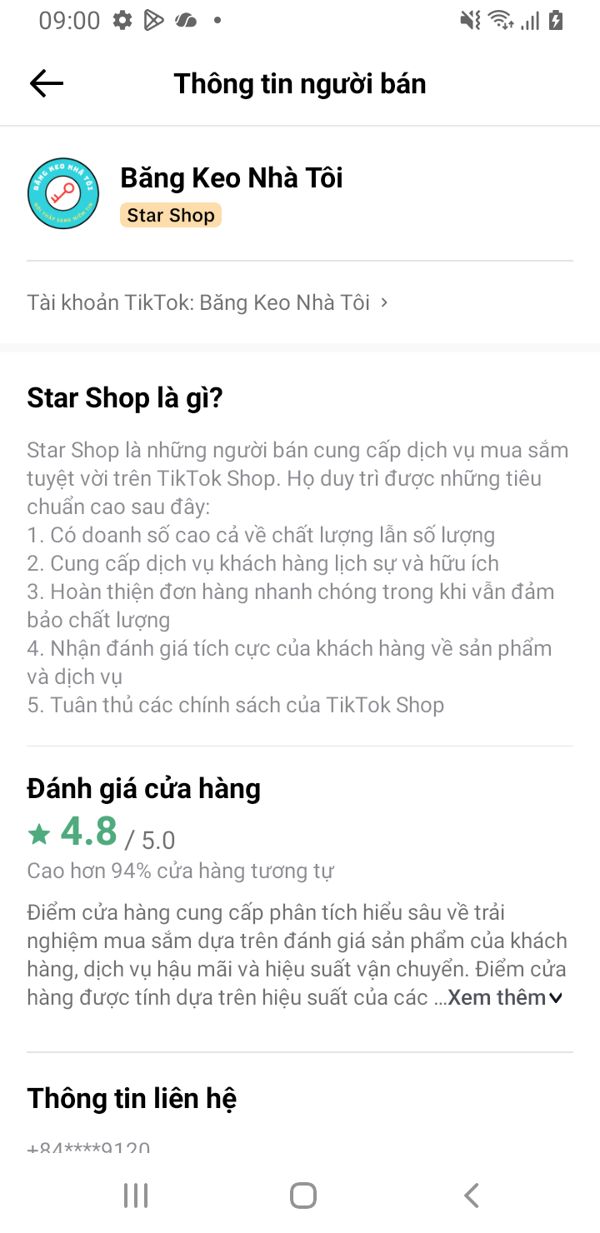 09:00
Thông tin người bán
BĂNG KEO NHÀ TÔI
Băng Keo Nhà Tôi
Star Shop
Tài khoản TikTok: Băng Keo Nhà Tôi
Star Shop là gì?
Star Shop là những người bán cung cấp dịch vụ mua sắm
tuyệt vời trên TikTok Shop. Họ duy trì được những tiêu
chuẩn cao sau đây:
1. Có doanh số cao cả về chất lượng lẫn số lượng
2. Cung cấp dịch vụ khách hàng lịch sự và hữu ích
3. Hoàn thiện đơn hàng nhanh chóng trong khi vẫn đảm
bảo chất lượng
4. Nhận đánh giá tích cực của khách hàng về sản phẩm
và dịch vụ
5. Tuân thủ các chính sách của TikTok Shop
Đánh giá cửa hàng
4.8 / 5.0
Cao hơn 94% cửa hàng tương tự
Điểm cửa hàng cung cấp phân tích hiểu sâu về trải
nghiệm mua sắm dựa trên đánh giá sản phẩm của khách
hàng, dịch vụ hậu mãi và hiệu suất vận chuyển. Điểm cửa
hàng được tính dựa trên hiệu suất của các ...Xem thêm
Thông tin liên hệ
+84****9120